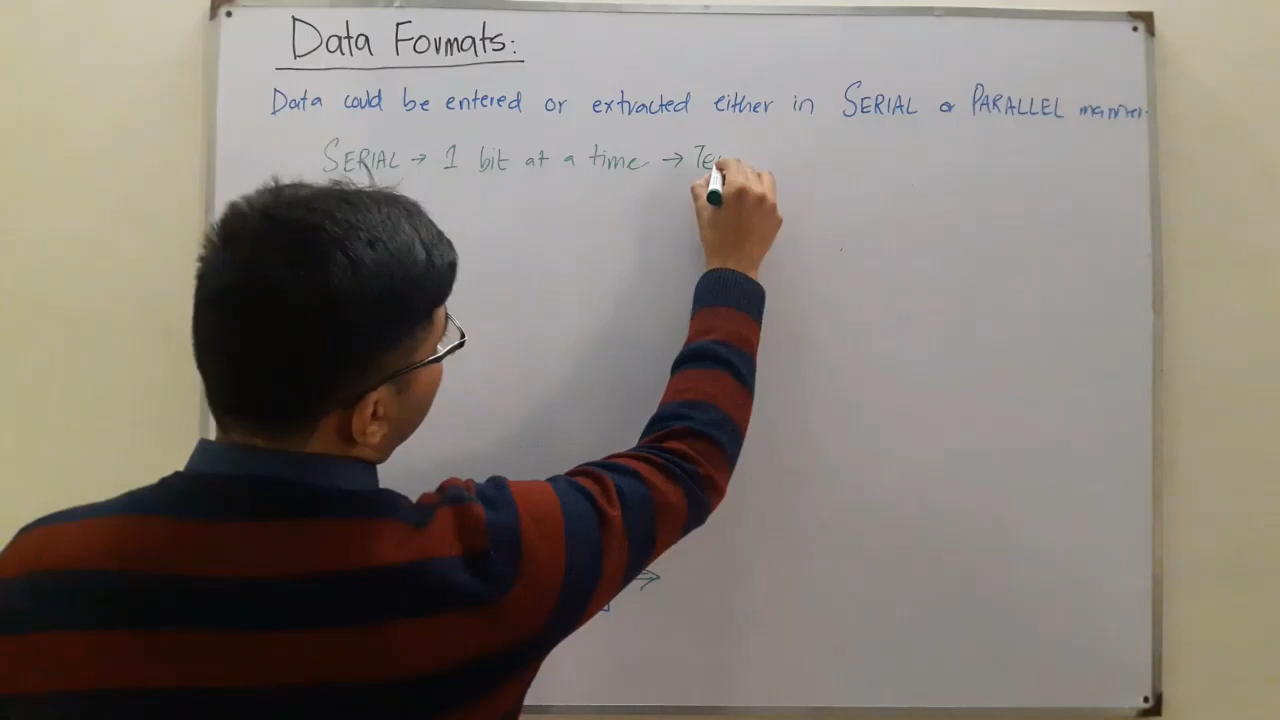 Data Formats:
Data could be entered or extracted either in SERIAL or PARALLEL manner.
SERIAL → 1 bit at a time → Te